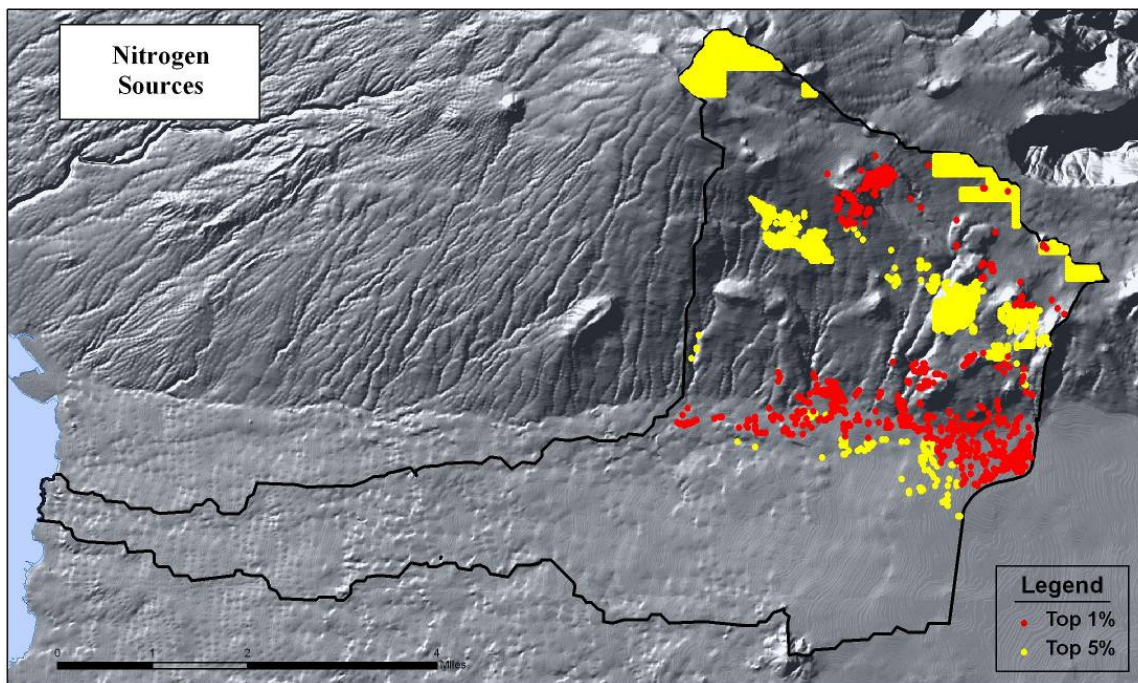 Nitrogen
Sources
Legend
Top 1%
Top 5%
0 1 2 4
Miles